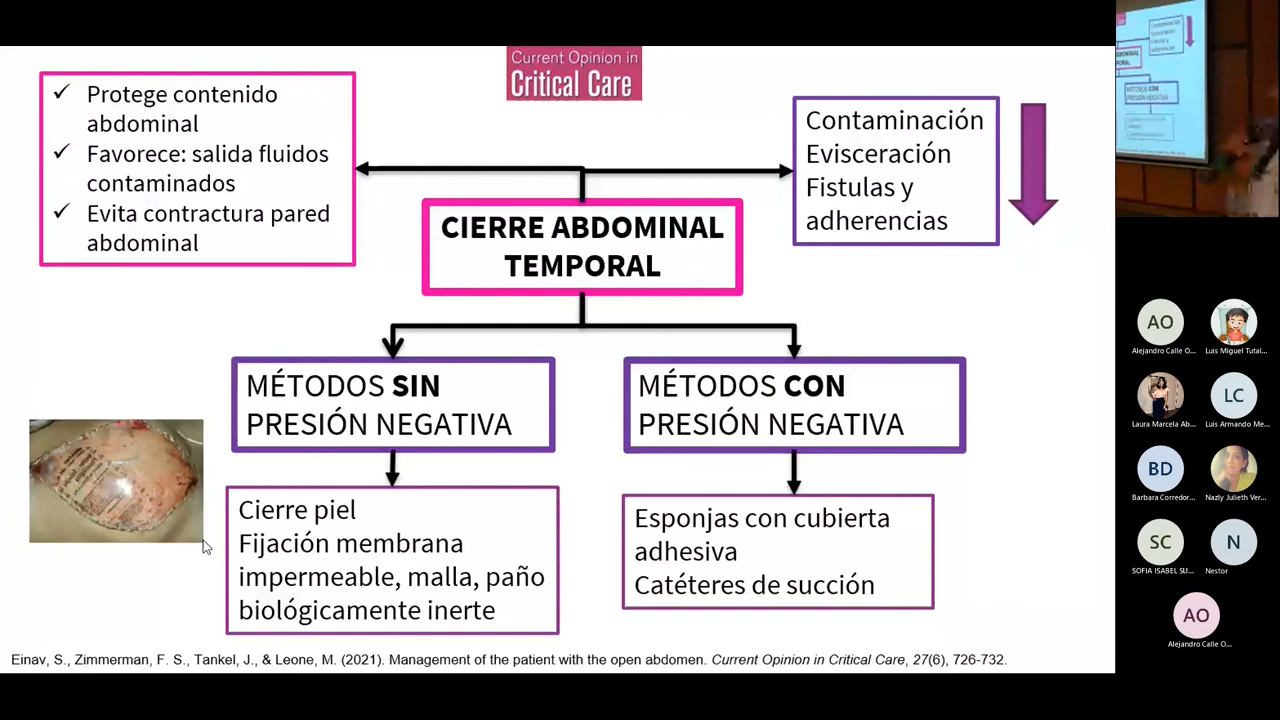 Current Opinion in
Critical Care
✓ Protege contenido
abdominal
✓ Favorece: salida fluidos
contaminados
✓ Evita contractura pared
abdominal
Contaminación
Evisceración
Fistulas y
adherencias
CIERRE ABDOMINAL
TEMPORAL
MÉTODOS SIN
PRESIÓN NEGATIVA
MÉTODOS CON
PRESIÓN NEGATIVA
Cierre piel
Fijación membrana
impermeable, malla, paño
biológicamente inerte
Esponjas con cubierta
adhesiva
Catéteres de succión
Einav, S., Zimmerman, F. S., Tankel, J., & Leone, M. (2021). Management of the patient with the open abdomen. Current Opinion in Critical Care, 27(6), 726-732.
AO
Alejandro Calle O...
Luis Miguel Tutal...
Laura Marcela Ab...
LC
Luis Armando Me...
BD
Barbara Corredor...
Nazly Julieth Ver...
SC
SOFIA ISABEL SU...
N
Nestor
AO
Alejandro Calle O...